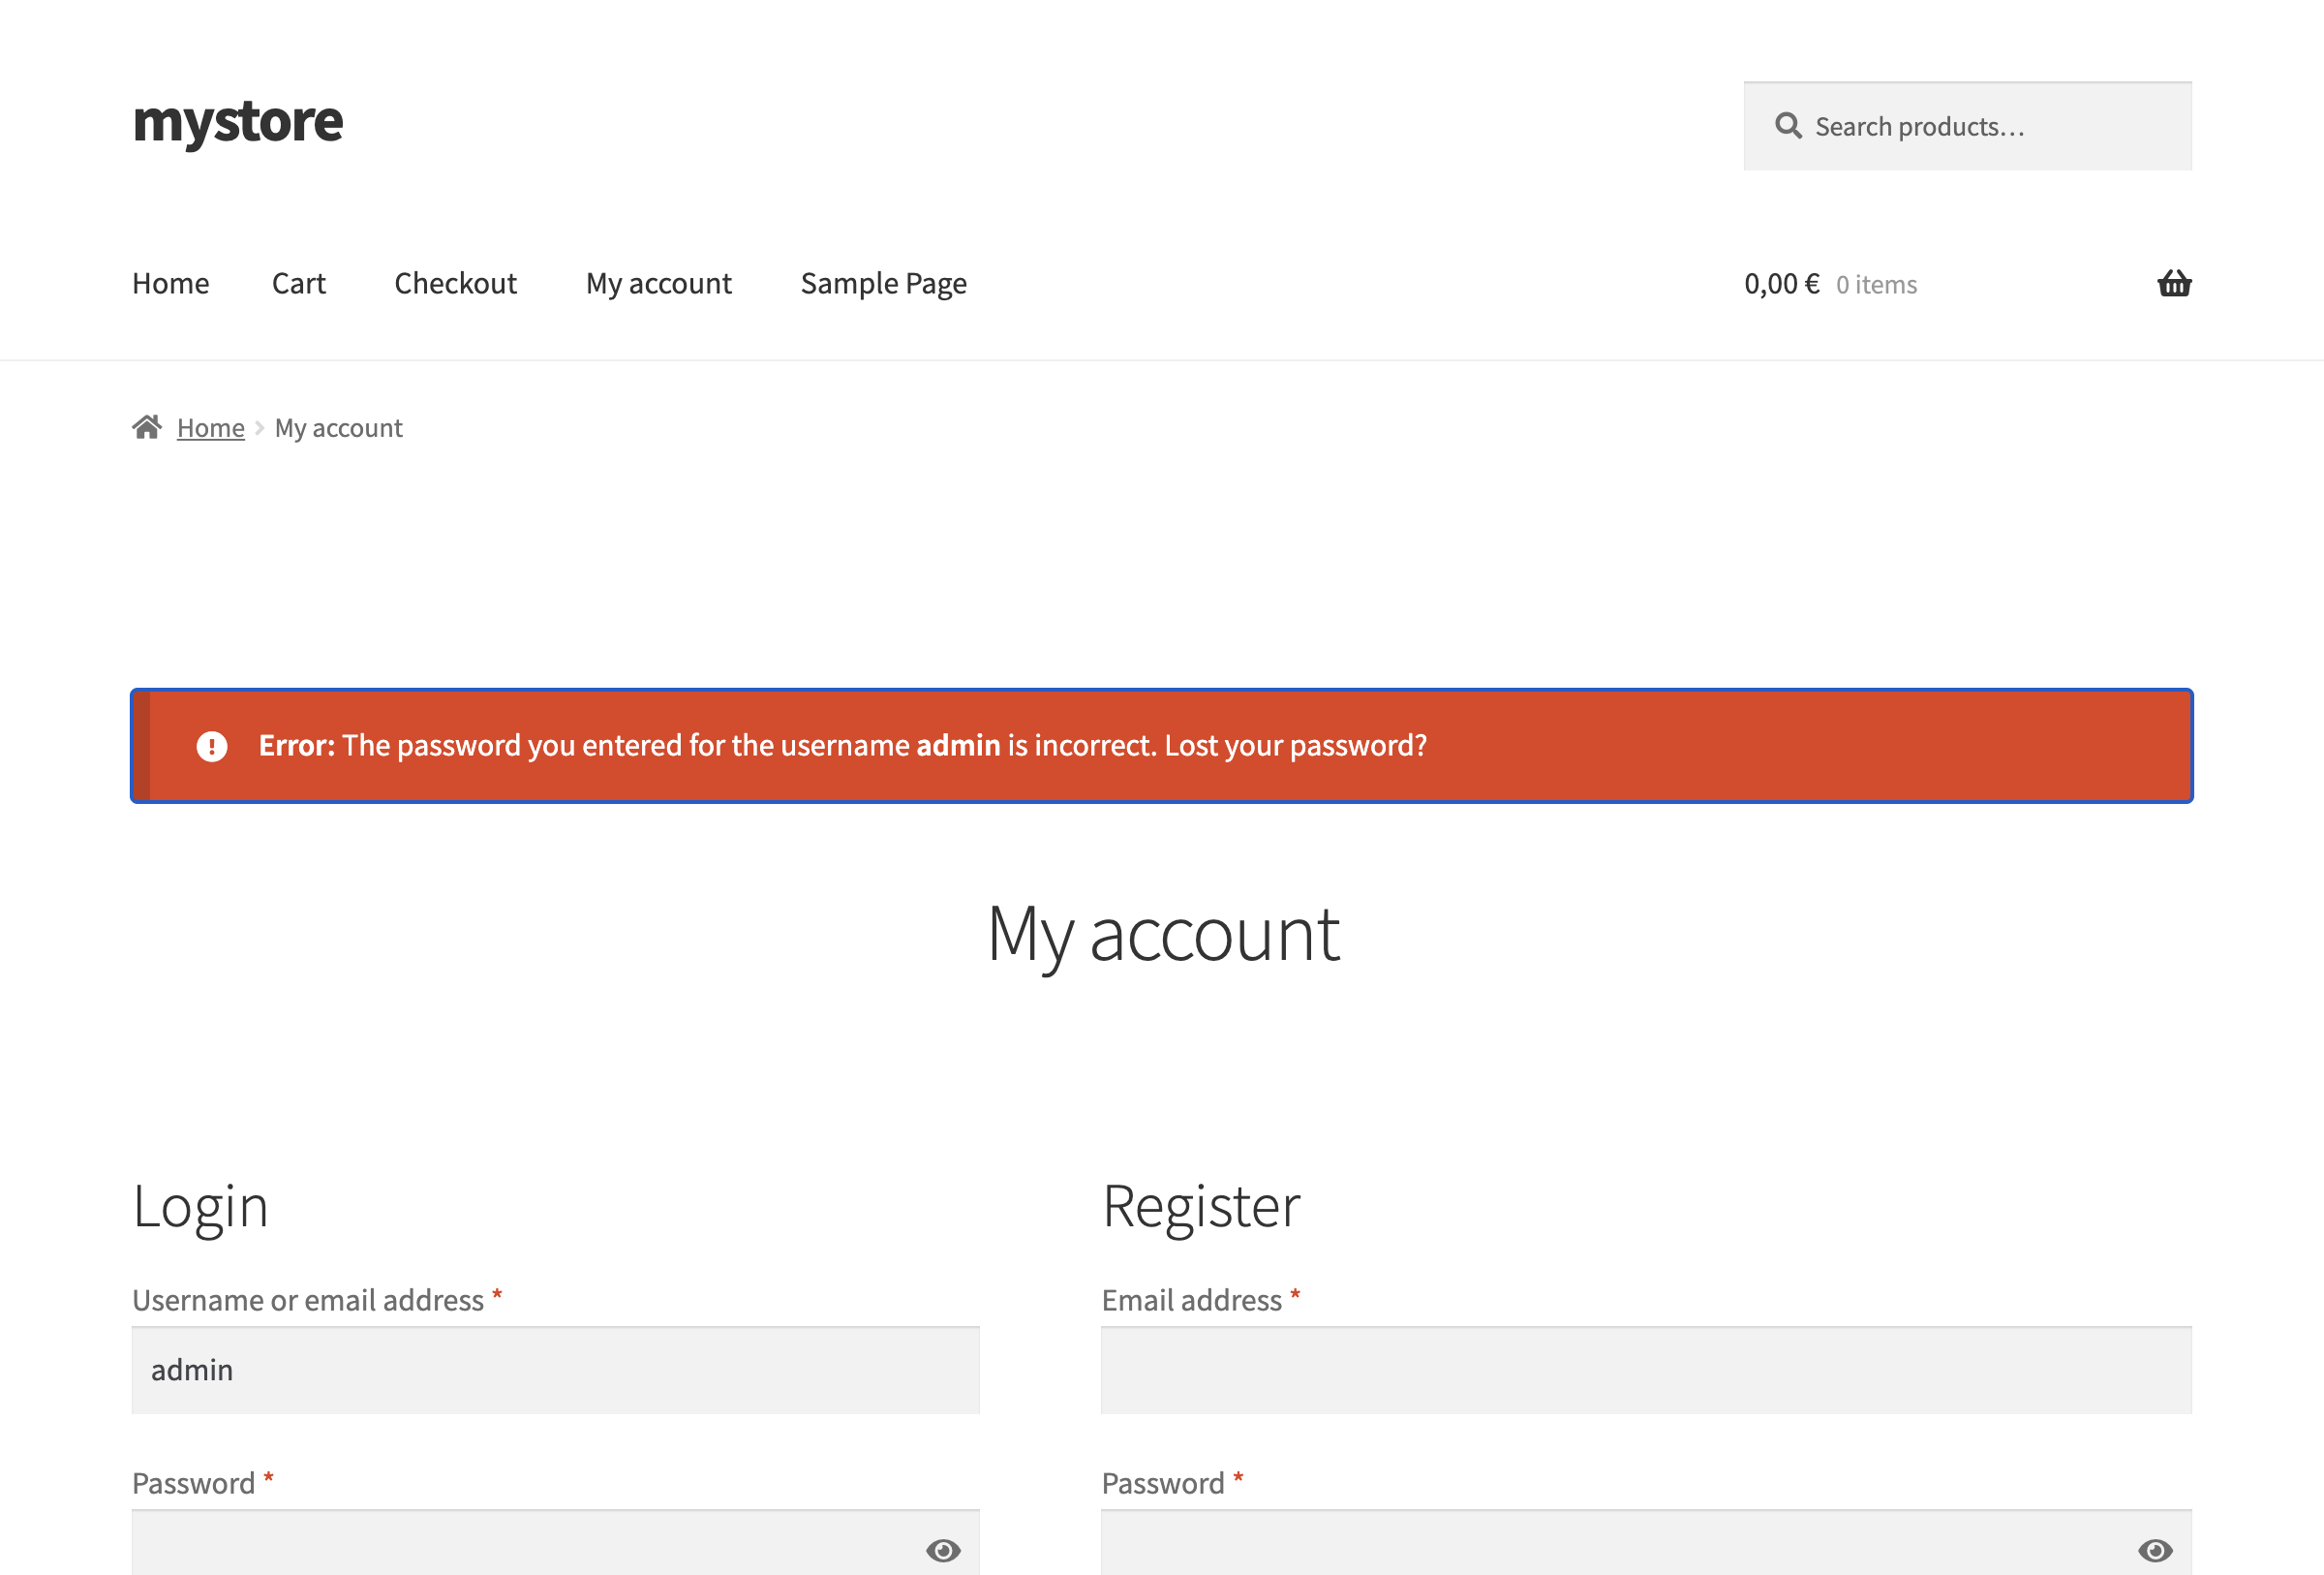 mystore
Search products…
Home Cart Checkout My account Sample Page 0,00 € 0 items
Home My account
Error: The password you entered for the username admin is incorrect. Lost your password?
My account
Login
Register
Username or email address *
admin
Email address *
Password *
Password *